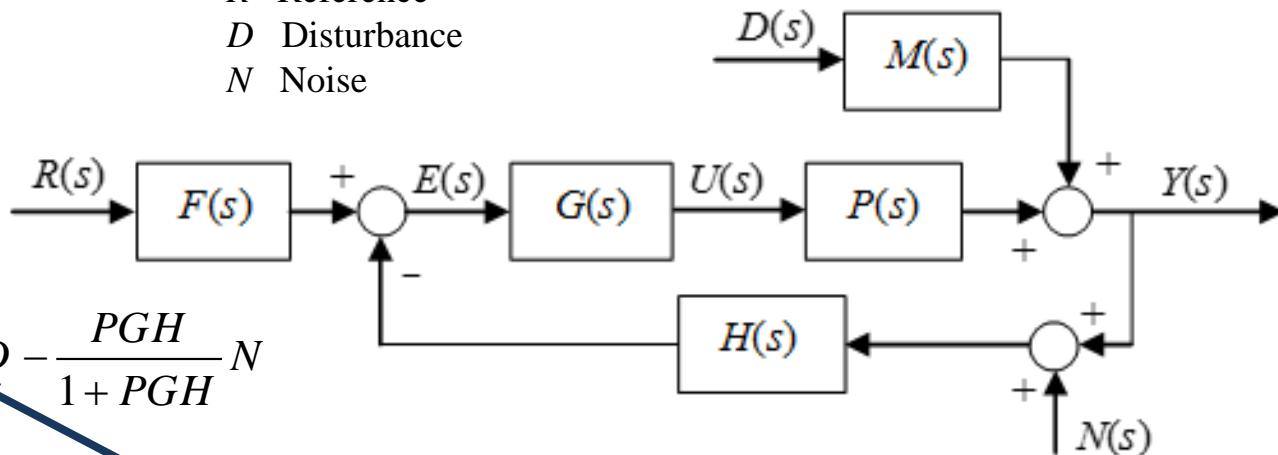 D Disturbance
N Noise
D(s)
M(s)
R(s)
F(s)
+
E(s)
G(s)
U(s)
P(s)
+
Y(s)
+
−
H(s)
+
+
N(s)
− PGH / 1 + PGH N